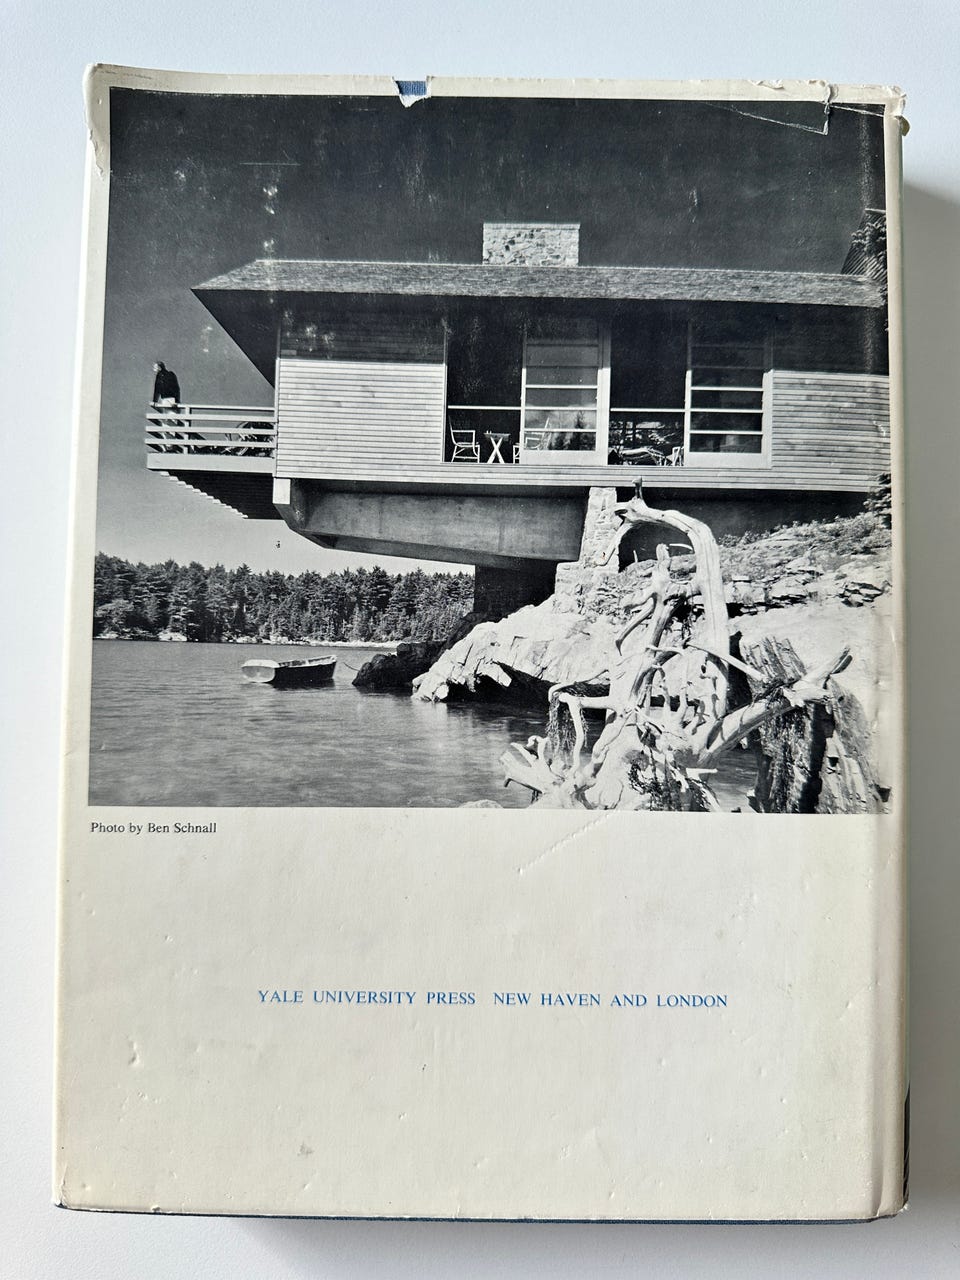 Photo by Ben Schnall
YALE UNIVERSITY PRESS NEW HAVEN AND LONDON